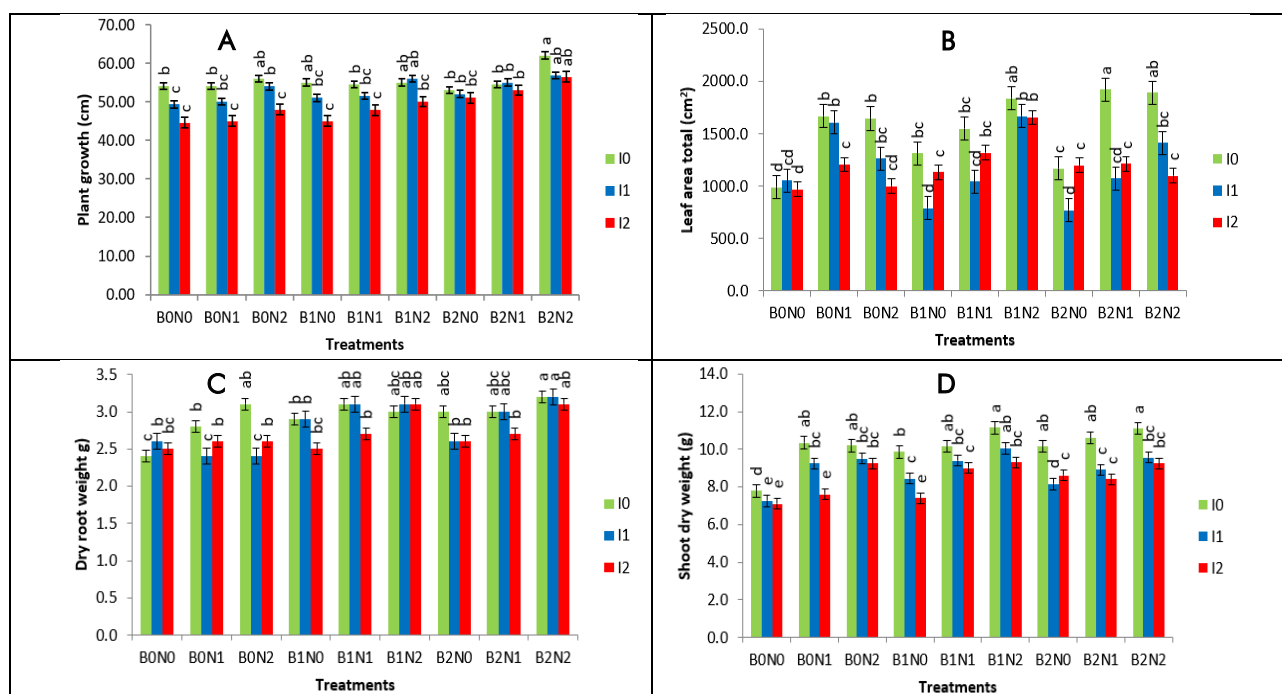 A
Plant growth (cm)
70.00
60.00
50.00
40.00
30.00
20.00
10.00
0.00
b b c
b bc c
ab b c
ab bc c
b bc c
ab ab bc
b b bc
b b b
a ab ab
B0N0 B0N1 B0N2 B1N0 B1N1 B1N2 B2N0 B2N1 B2N2
Treatments
I0
I1
I2
B
Leaf area total (cm²)
2500.0
2000.0
1500.0
1000.0
500.0
0.0
d cd d
b b c
b bc cd
bc d c
bc cd bc
ab b b
c d c
a cd c
ab bc c
B0N0 B0N1 B0N2 B1N0 B1N1 B1N2 B2N0 B2N1 B2N2
Treatments
I0
I1
I2
C
Dry root weight g)
3.5
3.0
2.5
2.0
1.5
1.0
0.5
0.0
c b bc
b c b
ab c b
b b c
ab ab b
abc ab ab
abc b b
abc abc b
a a ab
B0N0 B0N1 B0N2 B1N0 B1N1 B1N2 B2N0 B2N1 B2N2
Treatments
I0
I1
I2
D
Shoot dry weight (g)
14.0
12.0
10.0
8.0
6.0
4.0
2.0
0.0
d e e
ab bc e
ab bc bc
b c e
ab bc c
a ab bc
ab d c
ab c c
a bc bc
B0N0 B0N1 B0N2 B1N0 B1N1 B1N2 B2N0 B2N1 B2N2
Treatments
I0
I1
I2